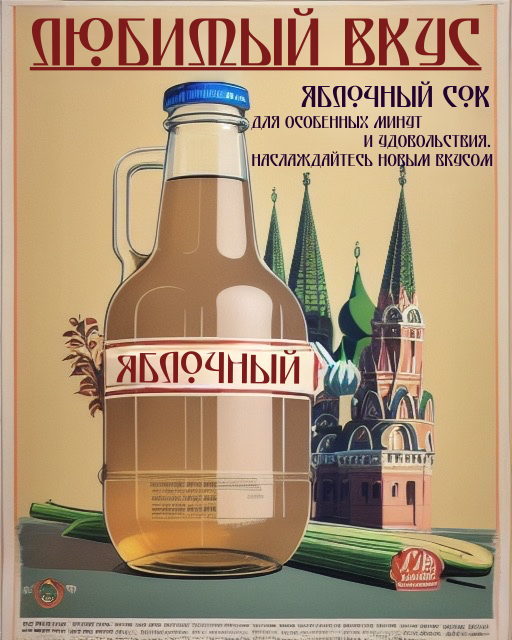 ЛЮБИМЫЙ ВКУС
ЯБЛОЧНЫЙ СОК
ДЛЯ ОСОБЕННЫХ МИНУТ
И УДОВОЛЬСТВИЯ.
НАСЛАЖДАЙТЕСЬ НОВЫМ ВКУСОМ
ЯБЛОЧНЫЙ